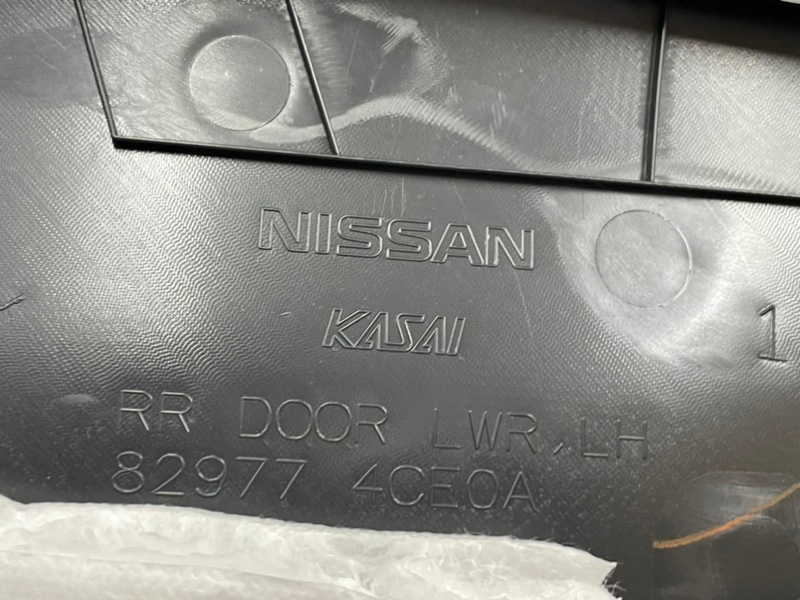 NISSAN
KASAI
1
RR DOOR LWR,LH
82977 4CE0A